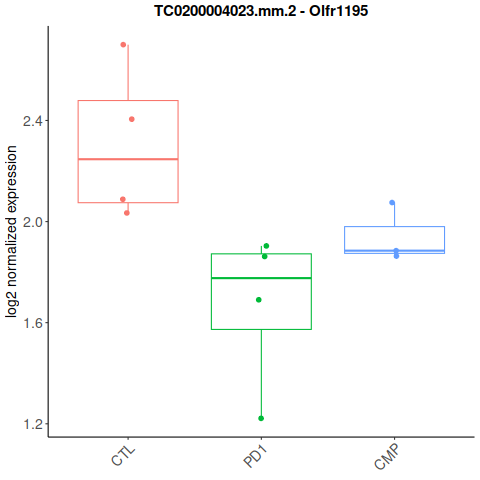 TC0200004023.mm.2 - Olfr1195
log2 normalized expression
2.4
2.0
1.6
1.2
CTL
PD1
CMP